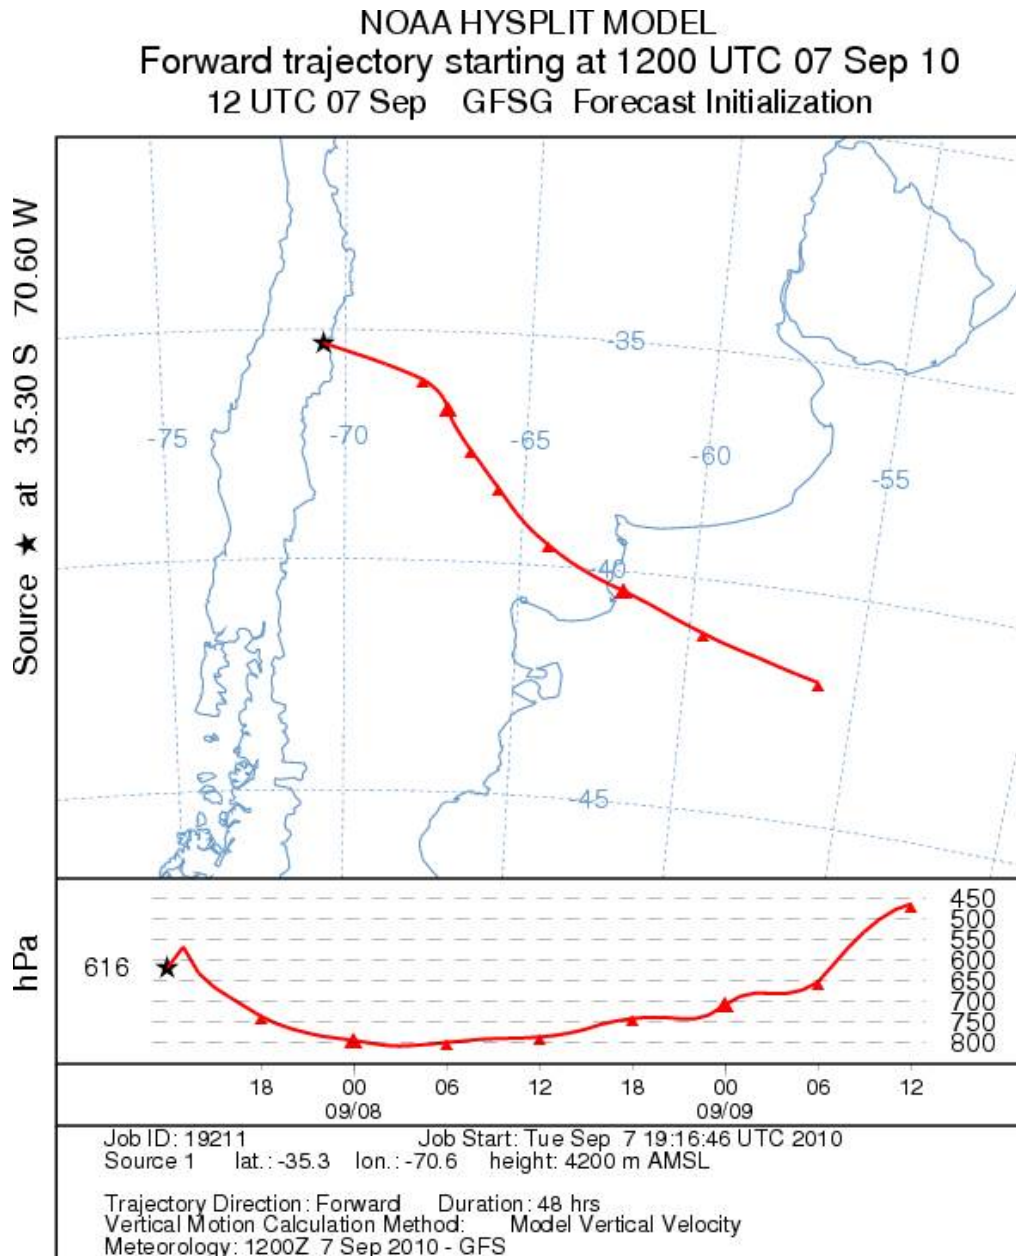 NOAA HYSPLIT MODEL
Forward trajectory starting at 1200 UTC 07 Sep 10
12 UTC 07 Sep GFSG Forecast Initialization
Source ★ at 35.30 S 70.60 W
-35
-75
-70
-65
-60
-55
-40
-45
hPa
616
450
500
550
600
650
700
750
800
18 00 06 12 18 00 06 12
09/08 09/09
Job ID: 19211 Job Start: Tue Sep 7 19:16:46 UTC 2010
Source 1 lat.: -35.3 lon.: -70.6 height: 4200 m AMSL
Trajectory Direction: Forward Duration: 48 hrs
Vertical Motion Calculation Method: Model Vertical Velocity
Meteorology: 1200Z 7 Sep 2010 - GFS